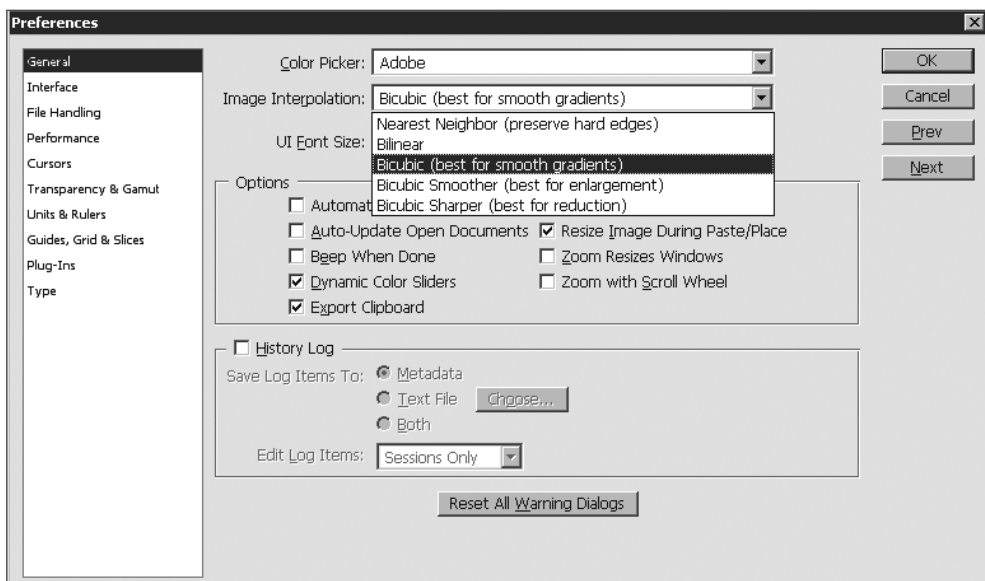 Preferences
General
Interface
File Handling
Performance
Cursors
Transparency & Gamut
Units & Rulers
Guides, Grid & Slices
Plug-Ins
Type
Color Picker: Adobe
Image Interpolation: Bicubic (best for smooth gradients)
Nearest Neighbor (preserve hard edges)
UI Font Size: Bilinear
Bicubic (best for smooth gradients)
Bicubic Smoother (best for enlargement)
Bicubic Sharper (best for reduction)
Options
Automat
Auto-Update Open Documents Resize Image During Paste/Place
Beep When Done Zoom Resizes Windows
Dynamic Color Sliders Zoom with Scroll Wheel
Export Clipboard
History Log
Save Log Items To: Metadata
Text File Choose...
Both
Edit Log Items: Sessions Only
Reset All Warning Dialogs
OK
Cancel
Prev
Next